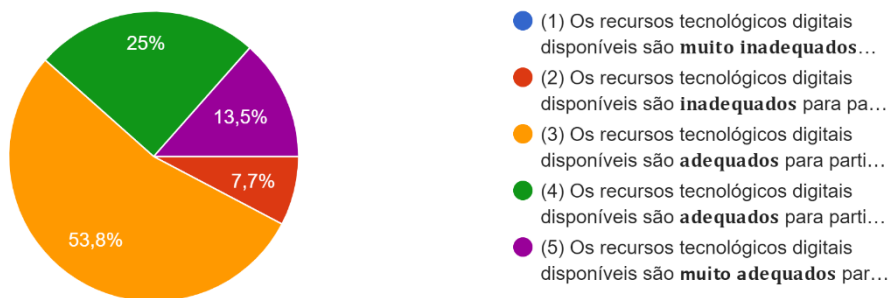 25%
13,5%
7,7%
53,8%
(1) Os recursos tecnológicos digitais
disponíveis são muito inadequados…
(2) Os recursos tecnológicos digitais
disponíveis são inadequados para pa…
(3) Os recursos tecnológicos digitais
disponíveis são adequados para parti…
(4) Os recursos tecnológicos digitais
disponíveis são adequados para parti…
(5) Os recursos tecnológicos digitais
disponíveis são muito adequados par…